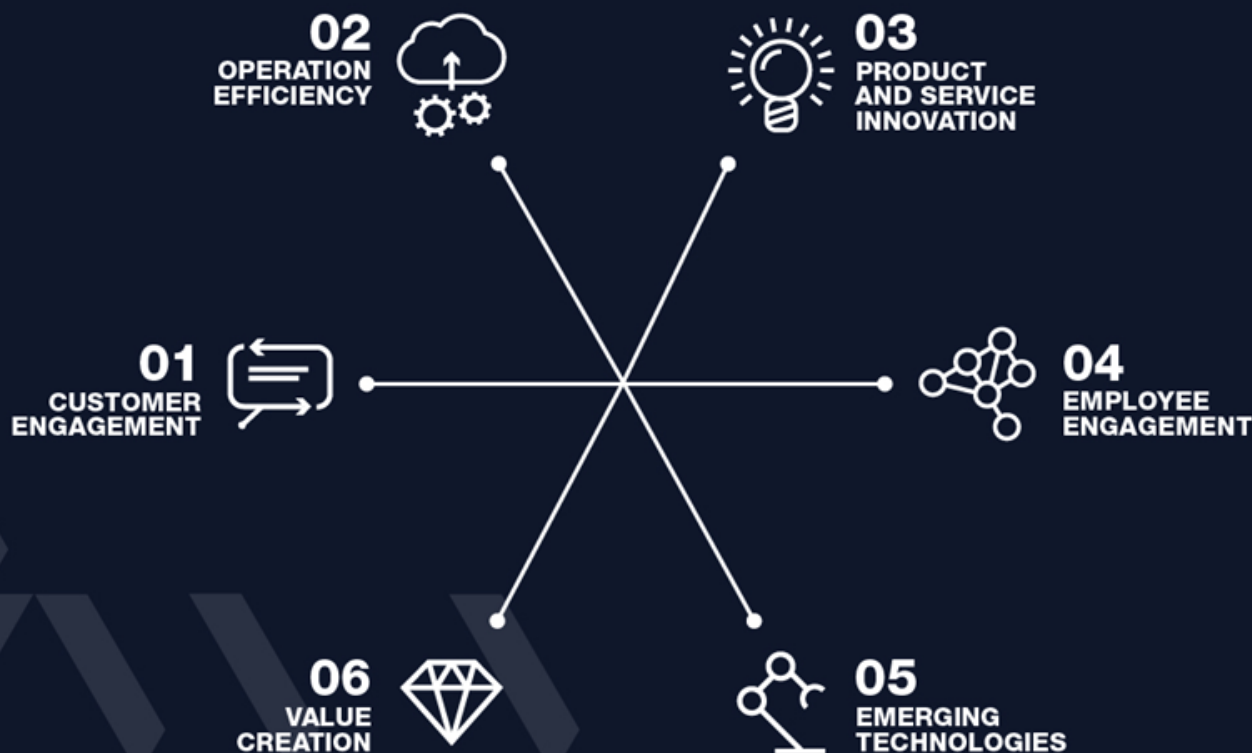 02
OPERATION
EFFICIENCY
03
PRODUCT
AND SERVICE
INNOVATION
01
CUSTOMER
ENGAGEMENT
04
EMPLOYEE
ENGAGEMENT
06
VALUE
CREATION
05
EMERGING
TECHNOLOGIES